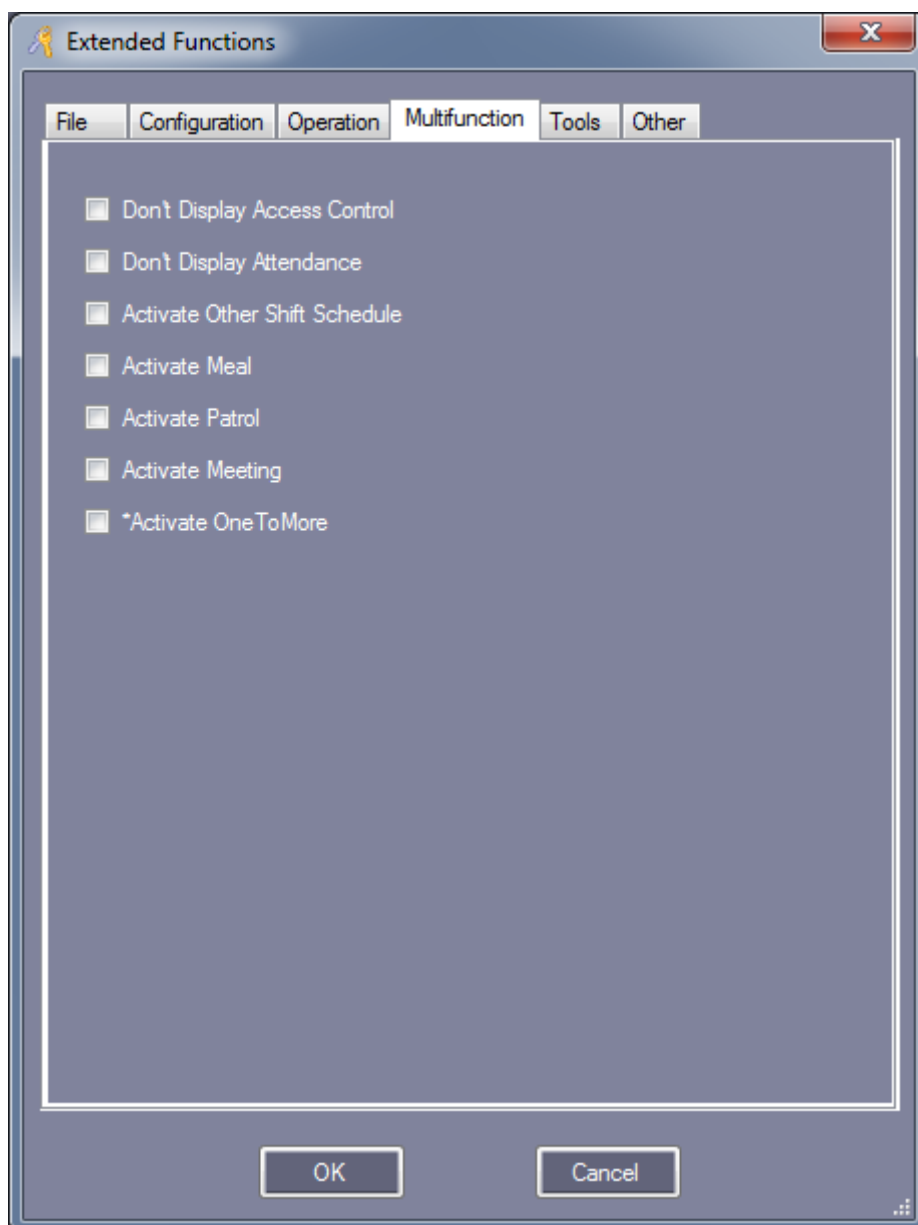 Extended Functions
File Configuration Operation Multifunction Tools Other
Don't Display Access Control
Don't Display Attendance
Activate Other Shift Schedule
Activate Meal
Activate Patrol
Activate Meeting
*Activate OneToMore
OK Cancel